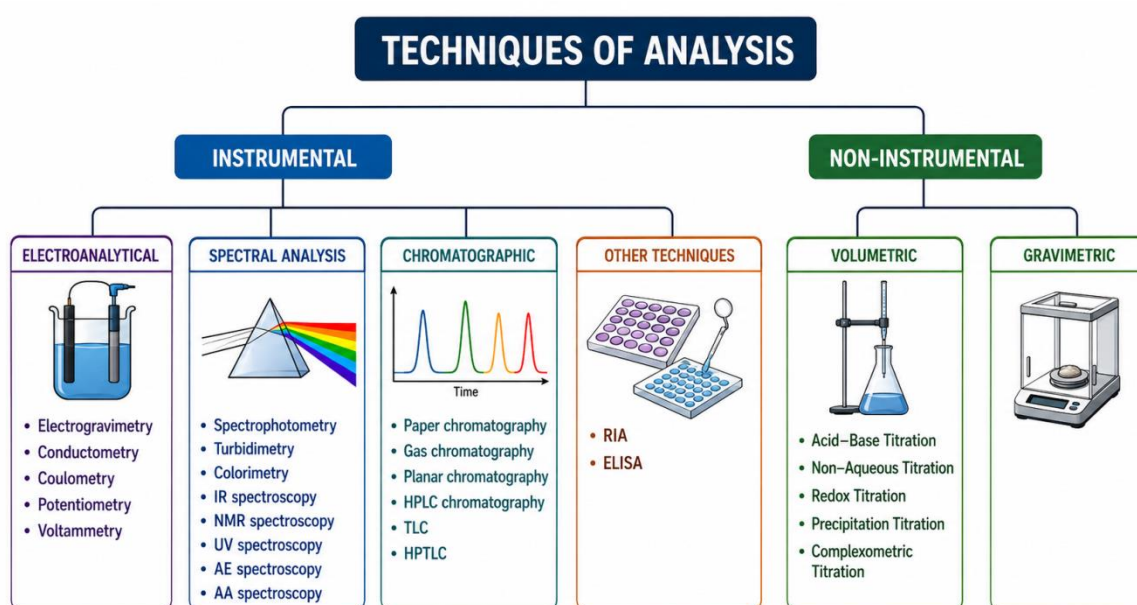 TECHNIQUES OF ANALYSIS
INSTRUMENTAL
NON-INSTRUMENTAL
ELECTROANALYTICAL
• Electrogravimetry
• Conductometry
• Coulometry
• Potentiometry
• Voltammetry
SPECTRAL ANALYSIS
• Spectrophotometry
• Turbidimetry
• Colorimetry
• IR spectroscopy
• NMR spectroscopy
• UV spectroscopy
• AE spectroscopy
• AA spectroscopy
CHROMATOGRAPHIC
Time
• Paper chromatography
• Gas chromatography
• Planar chromatography
• HPLC chromatography
• TLC
• HPTLC
OTHER TECHNIQUES
• RIA
• ELISA
VOLUMETRIC
• Acid–Base Titration
• Non–Aqueous Titration
• Redox Titration
• Precipitation Titration
• Complexometric
Titration
GRAVIMETRIC